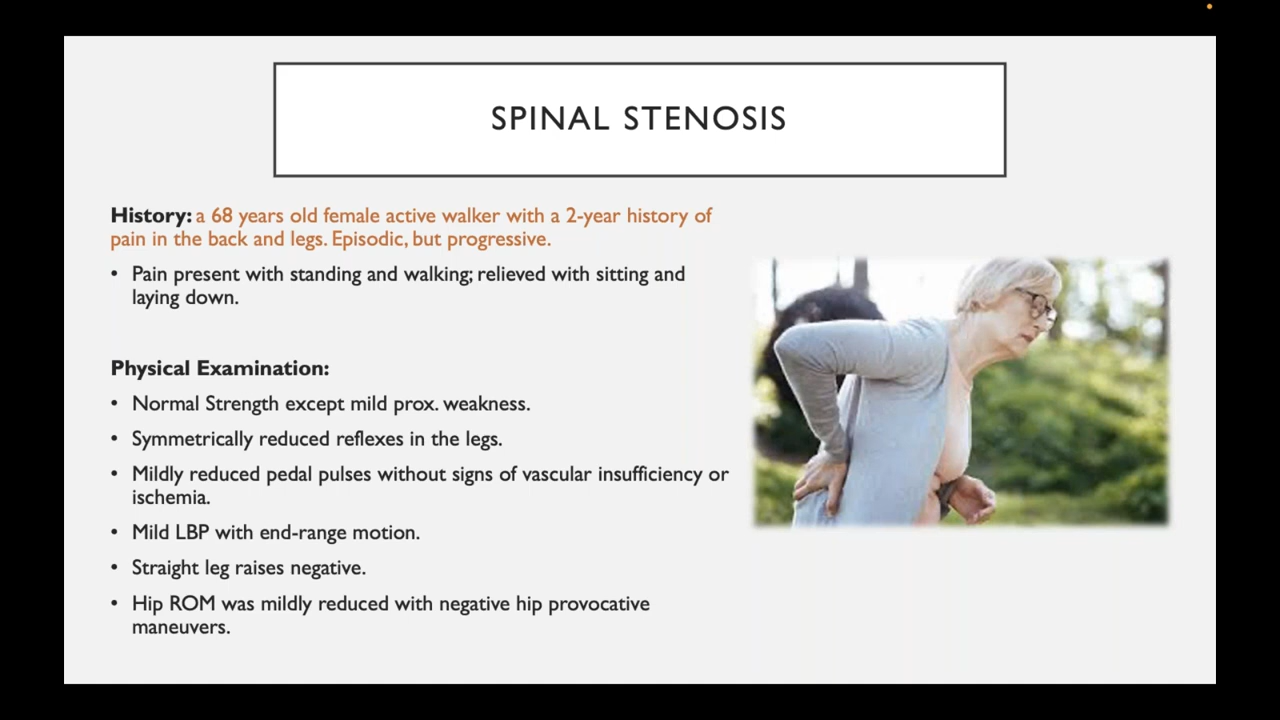 SPINAL STENOSIS
History: a 68 years old female active walker with a 2-year history of
pain in the back and legs. Episodic, but progressive.
• Pain present with standing and walking; relieved with sitting and
laying down.
Physical Examination:
• Normal Strength except mild prox. weakness.
• Symmetrically reduced reflexes in the legs.
• Mildly reduced pedal pulses without signs of vascular insufficiency or
ischemia.
• Mild LBP with end-range motion.
• Straight leg raises negative.
• Hip ROM was mildly reduced with negative hip provocative
maneuvers.